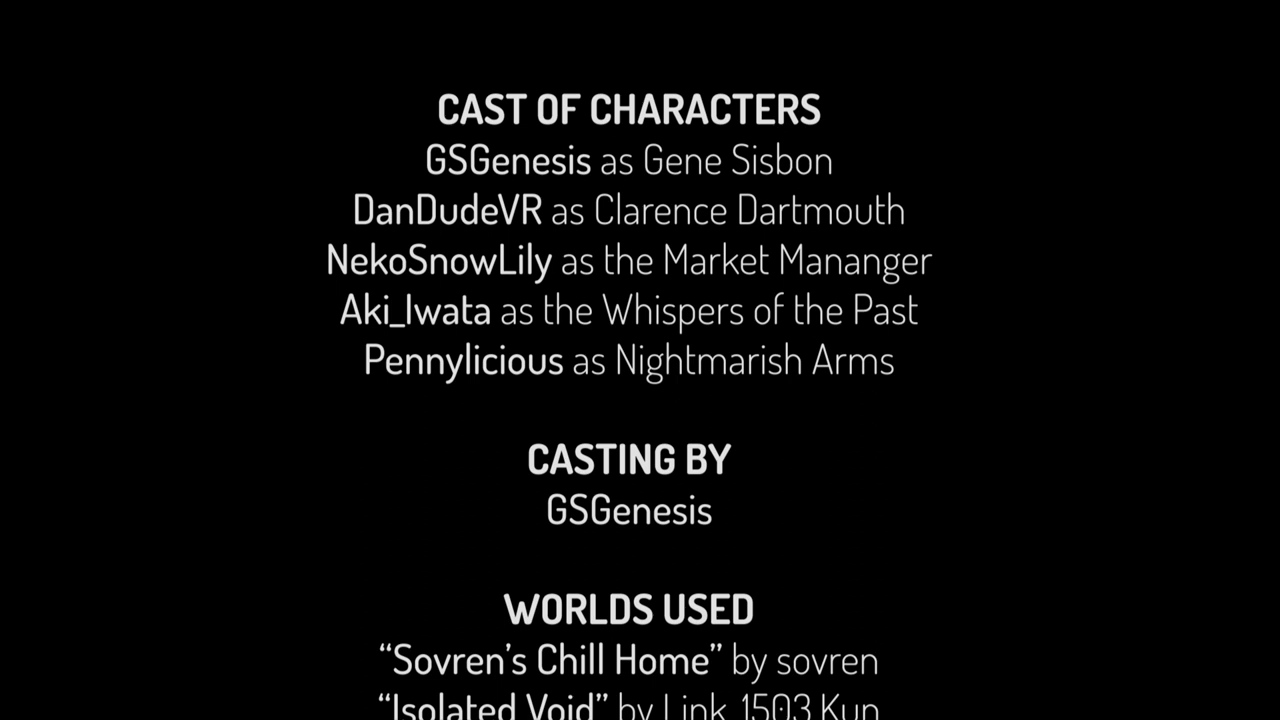 CAST OF CHARACTERS
GSGenesis as Gene Sisbon
DanDudeVR as Clarence Dartmouth
NekoSnowLily as the Market Mananger
Aki_Iwata as the Whispers of the Past
Pennylicious as Nightmarish Arms
CASTING BY
GSGenesis
WORLDS USED
“Sovren’s Chill Home” by sovren
“Isolated Void” by Link_1503 Kun